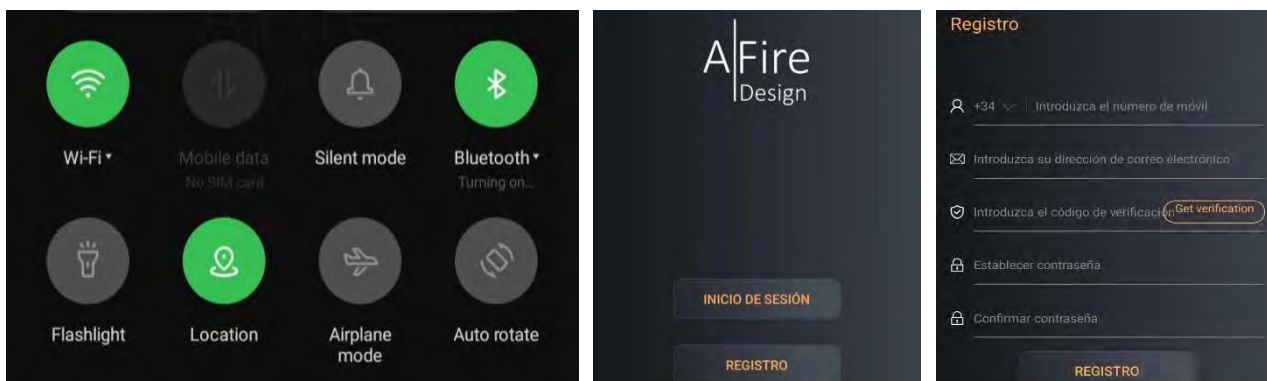 Wi-Fi
Mobile data
No SIM card
Silent mode
Bluetooth
Turning on...
Flashlight
Location
Airplane
mode
Auto rotate
A Fire
Design
INICIO DE SESIÓN
REGISTRO
Registro
+34 Introduzca el número de móvil
Introduzca su dirección de correo electrónico
Introduzca el código de verificación Get verification
Establecer contraseña
Confirmar contraseña
REGISTRO